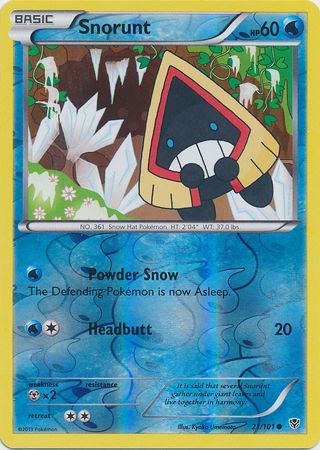 BASIC
Snorunt
HP60
NO. 361 Snow Hat Pokémon HT: 2'04" WT: 37.0 lbs.
Powder Snow
The Defending Pokémon is now Asleep.
Headbutt 20
weakness resistance
×2
retreat
It is said that several Snorunt
gather under giant leaves and
live together in harmony.
Illus. Kyoko Umemoto
©2013 Pokémon
21/101